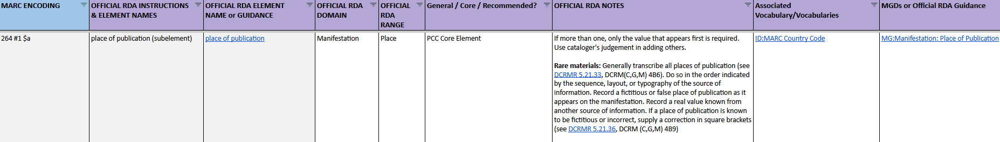 MARC ENCODING
OFFICIAL RDA INSTRUCTIONS
& ELEMENT NAMES
OFFICIAL RDA ELEMENT
NAME or GUIDANCE
OFFICIAL RDA
DOMAIN
OFFICIAL
RDA
RANGE
General / Core / Recommended?
OFFICIAL RDA NOTES
Associated
Vocabulary/Vocabularies
MGDs or Official RDA Guidance
264 #1 $a
place of publication (subelement)
place of publication
Manifestation
Place
PCC Core Element
If more than one, only the value that appears first is required.
Use cataloger's judgement in adding others.
Rare materials: Generally transcribe all places of publication (see
DCRMR 5.21.33, DCRM(C,G,M) 4B6). Do so in the order indicated
by the sequence, layout, or typography of the source of
information. Record a fictitious or false place of publication as it
appears on the manifestation. Record a real value known from
another source of information. If a place of publication is known
to be fictitious or incorrect, supply a correction in square brackets
(see DCRMR 5.21.36, DCRM (C,G,M) 4B9)
ID:MARC Country Code
MG:Manifestation: Place of Publication